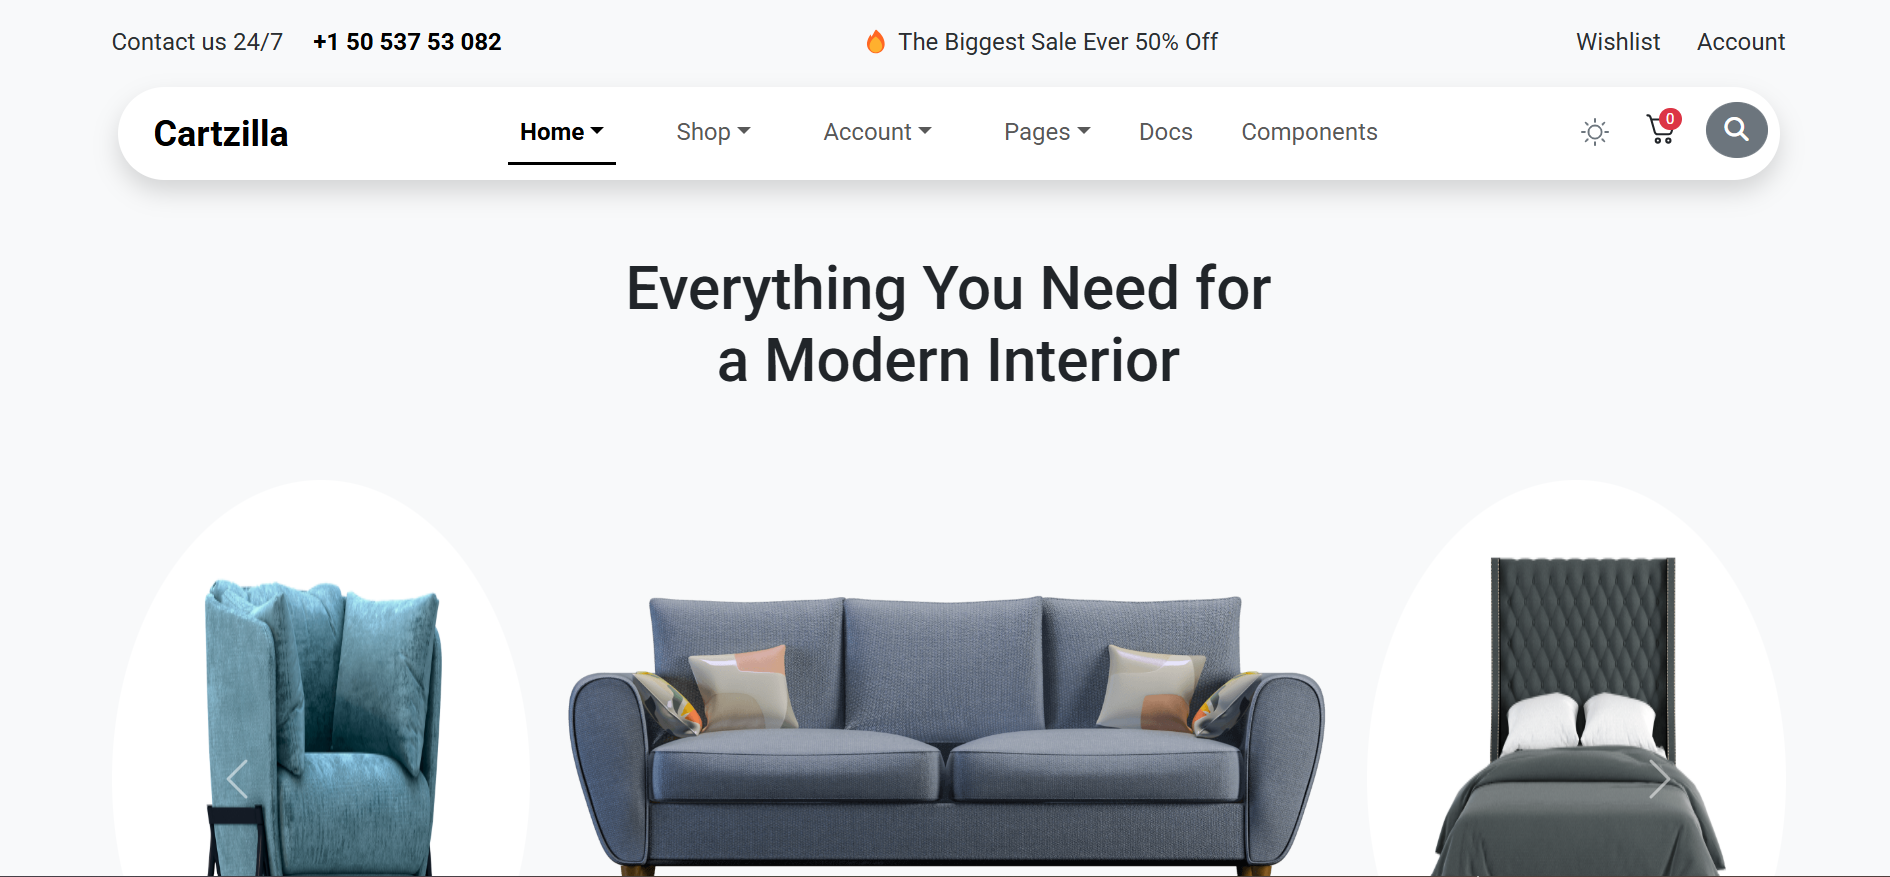 Contact us 24/7 +1 50 537 53 082 The Biggest Sale Ever 50% Off Wishlist Account
Cartzilla Home Shop Account Pages Docs Components 0
Everything You Need for
a Modern Interior